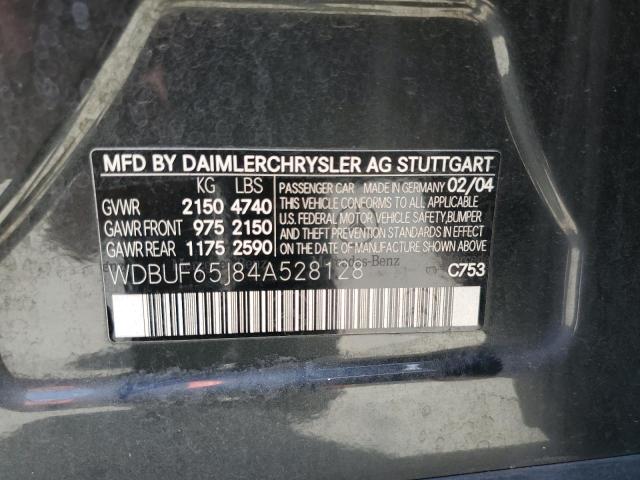 MFD BY DAIMLERCHRYSLER AG STUTTGART
KG LBS
GVWR 2150 4740
GAWR FRONT 975 2150
GAWR REAR 1175 2590
PASSENGER CAR MADE IN GERMANY 02/04
THIS VEHICLE CONFORMS TO ALL APPLICABLE
U.S. FEDERAL MOTOR VEHICLE SAFETY, BUMPER
AND THEFT PREVENTION STANDARDS IN EFFECT
ON THE DATE OF MANUFACTURE SHOWN ABOVE
Mercedes-Benz
WDBUF65J84A528128
C753